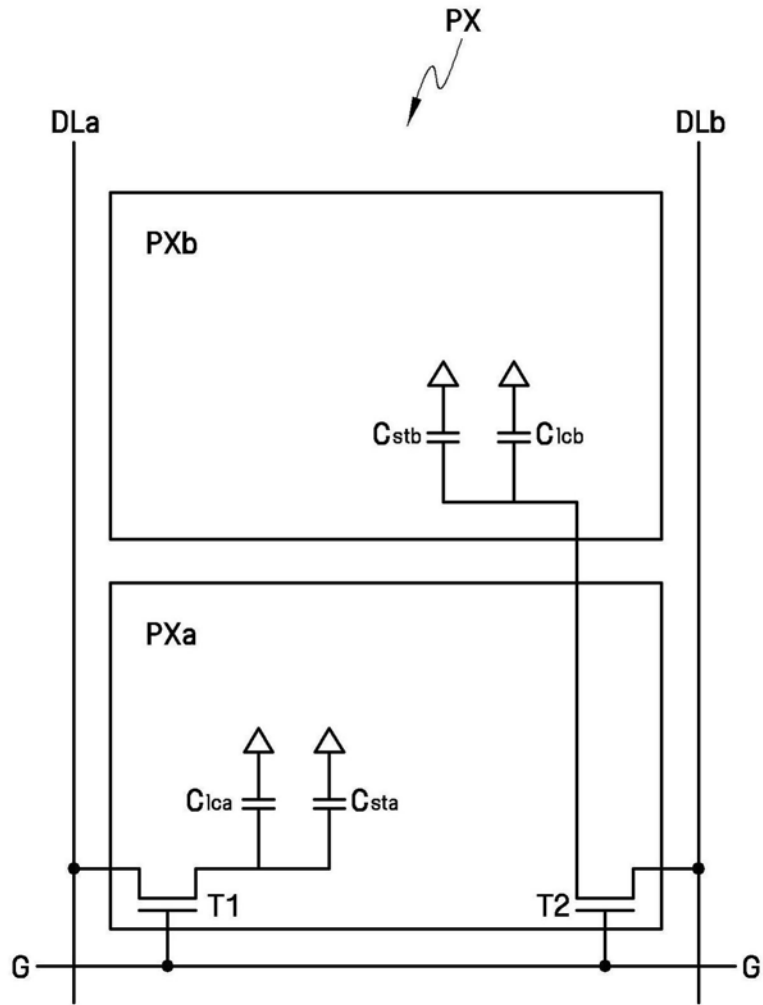 PX
DLa DLb
PXb
Cstb Clcb
PXa
Clca Csta
T1 T2
G G